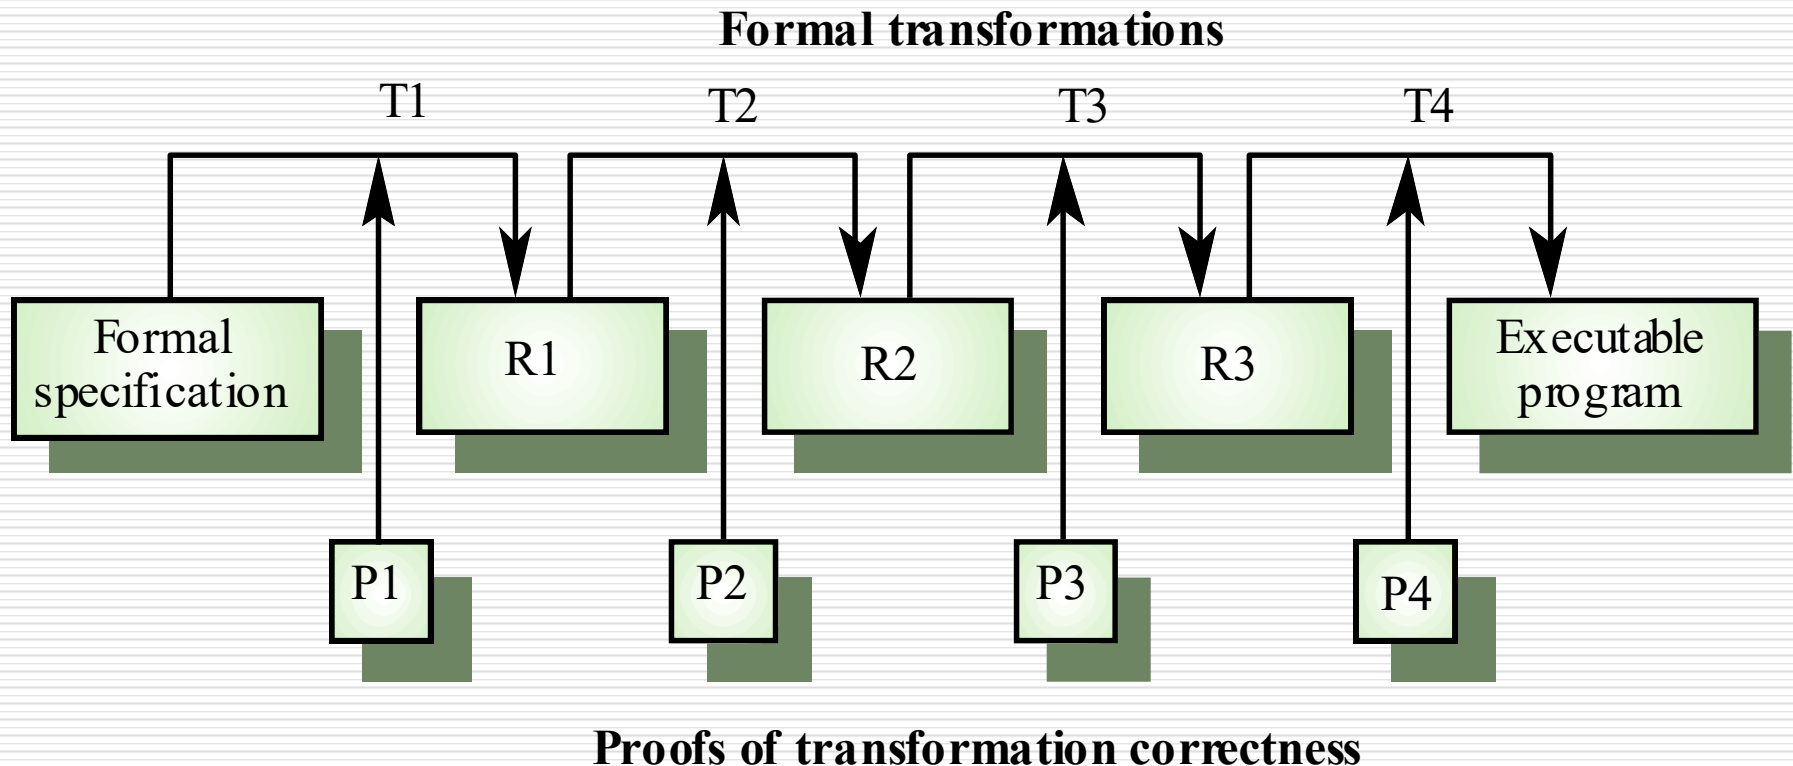 Formal transformations
T1
T2
T3
T4
Formal
specification
R1
R2
R3
Executable
program
P1
P2
P3
P4
Proofs of transformation correctness